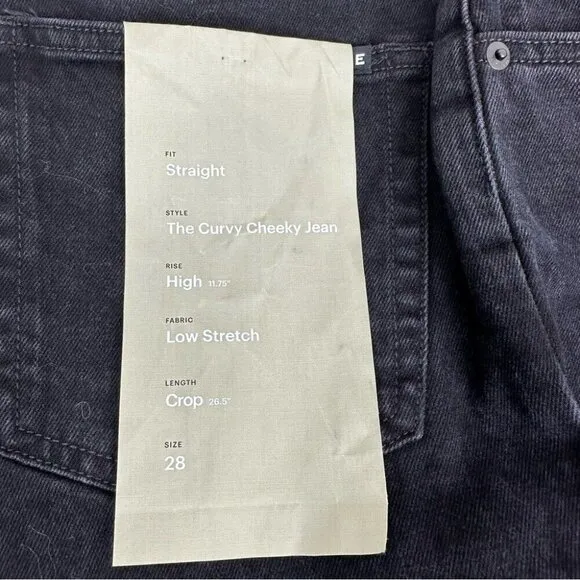 E
FIT
Straight
STYLE
The Curvy Cheeky Jean
RISE
High 11.75"
FABRIC
Low Stretch
LENGTH
Crop 26.5"
SIZE
28